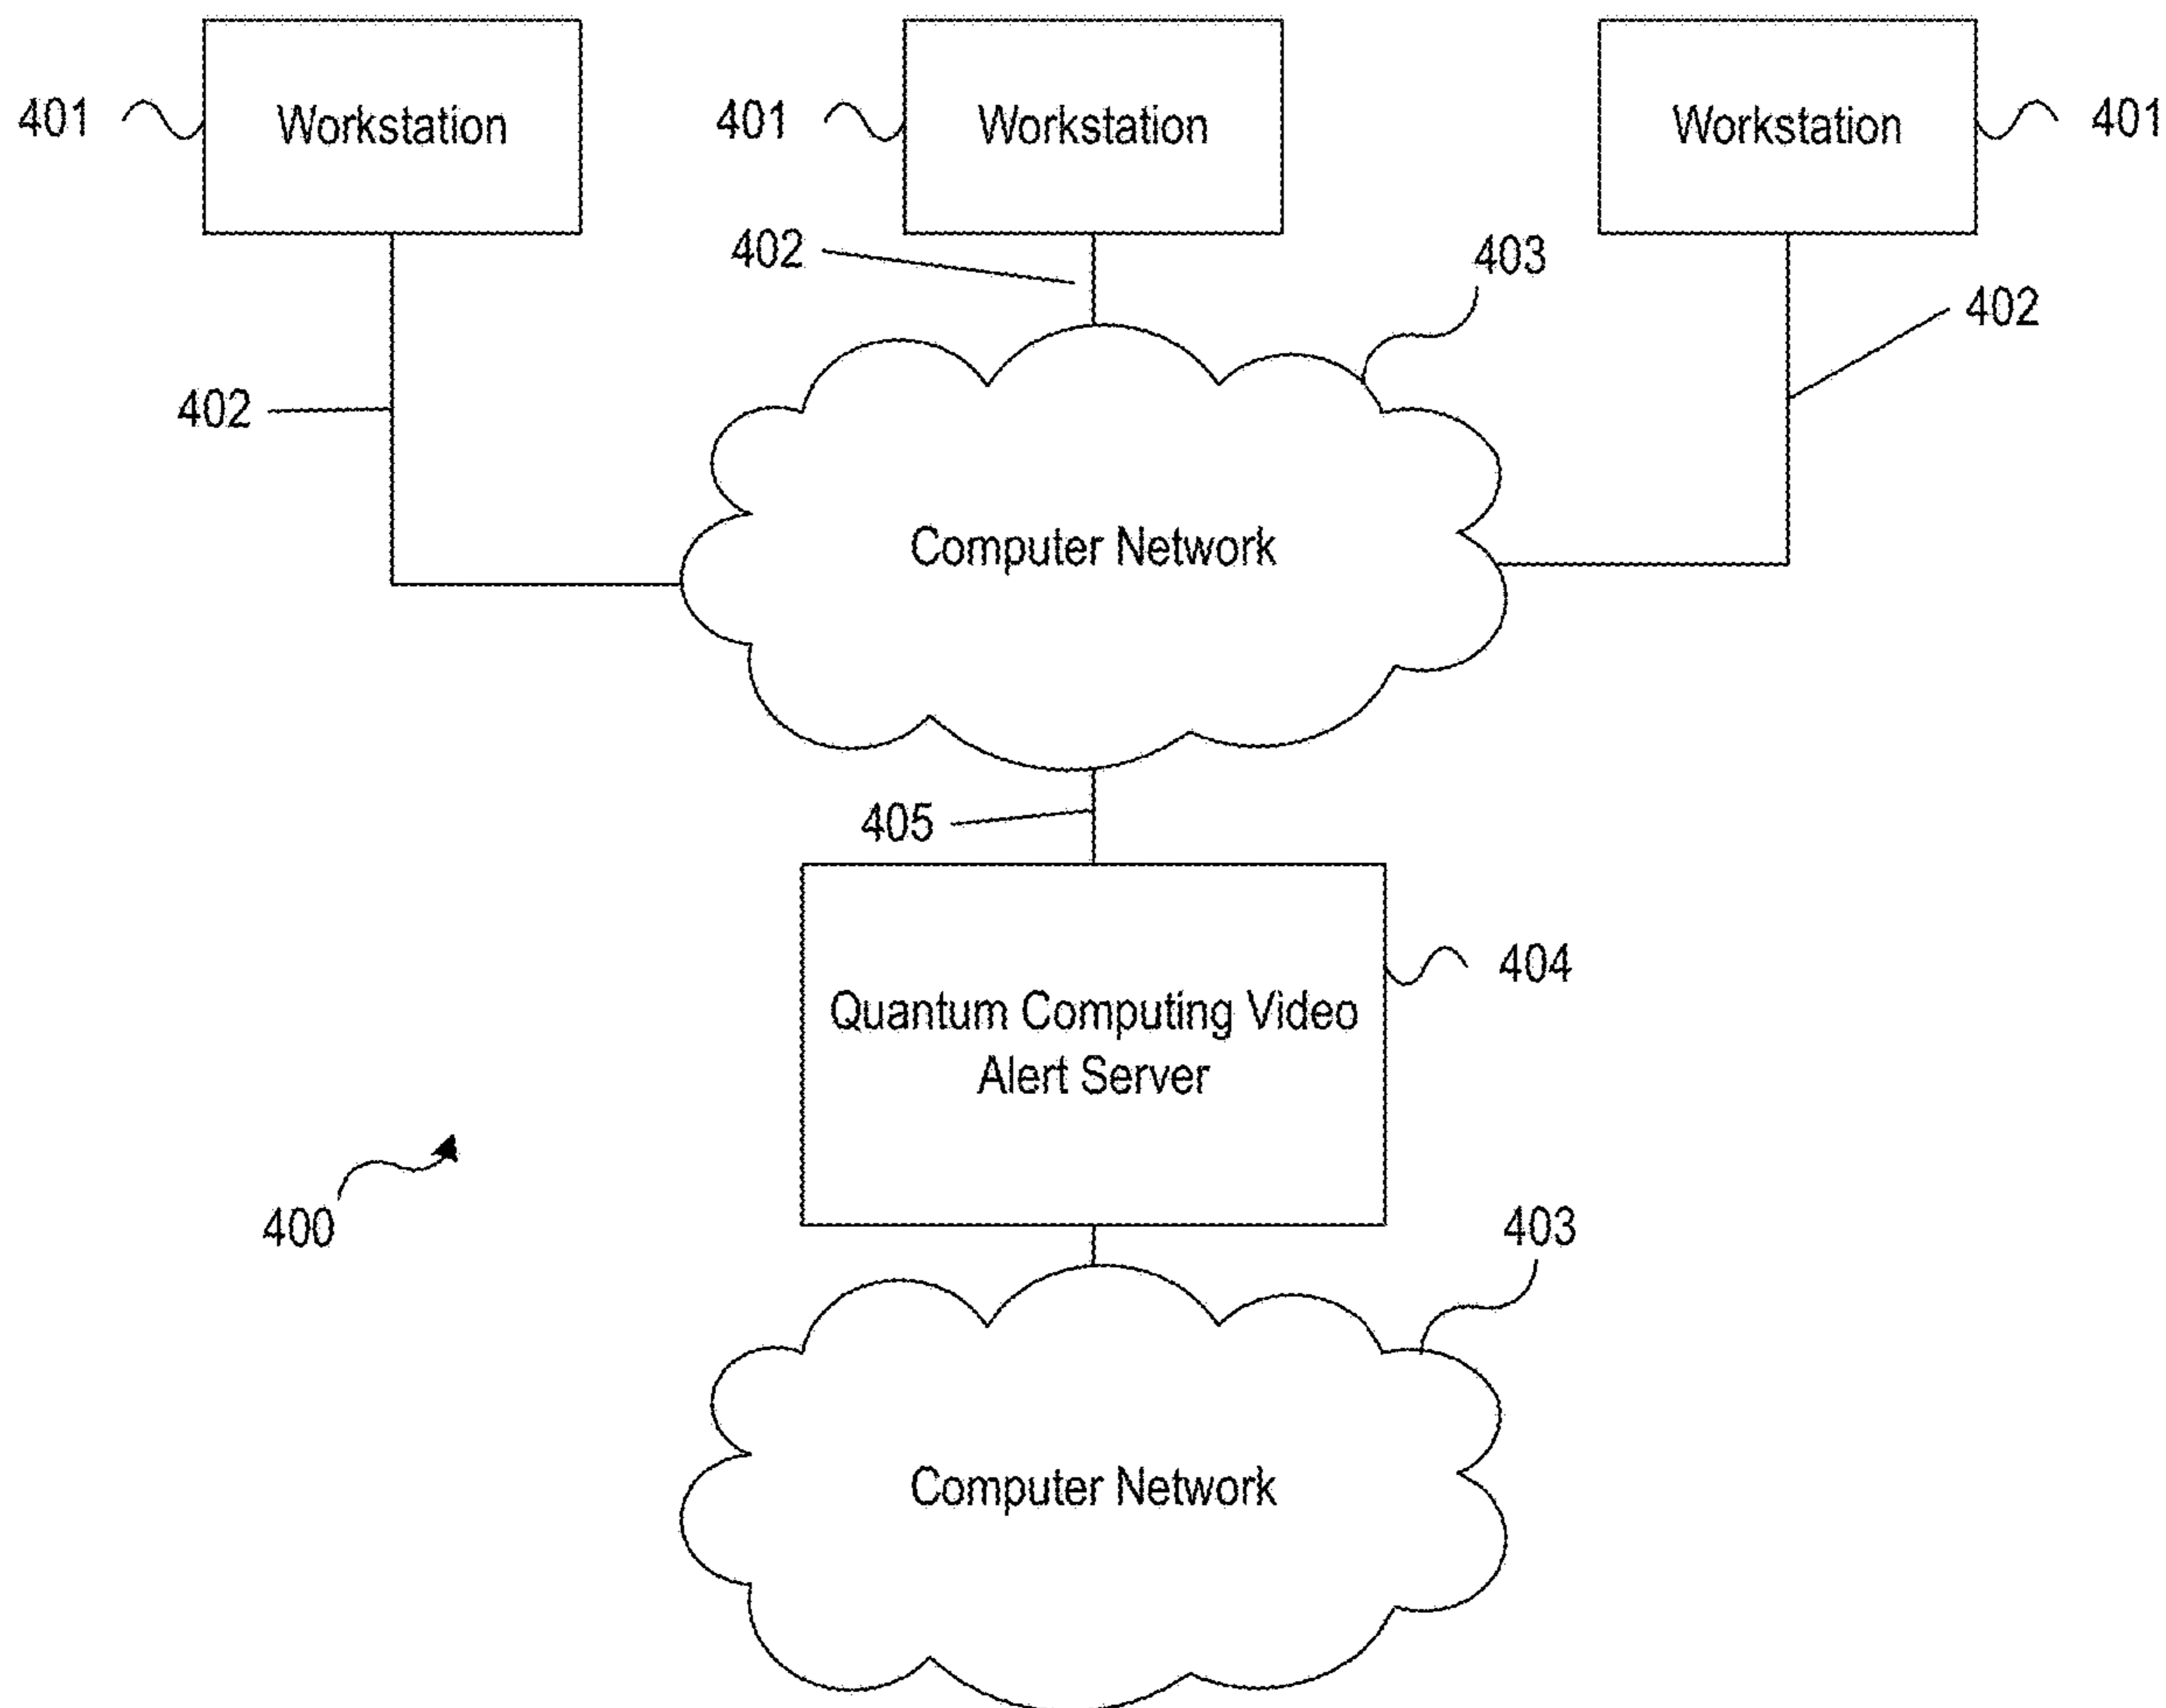 401
Workstation
401
Workstation
Workstation
401
402
403
402
402
Computer Network
405
404
Quantum Computing Video
Alert Server
400
403
Computer Network